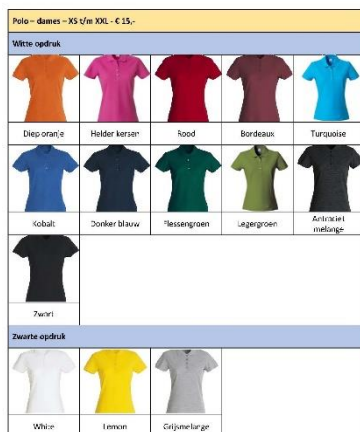 Polo – dames – XS t/m XXL - € 15,-
Witte opdruk
Diep oranje Helder kersen Rood Bordeaux Turquoise
Kobalt Donker blauw Flessengroen Legergroen Antraciet
melange
Zwart
Zwarte opdruk
White Lemon Grijsmelange